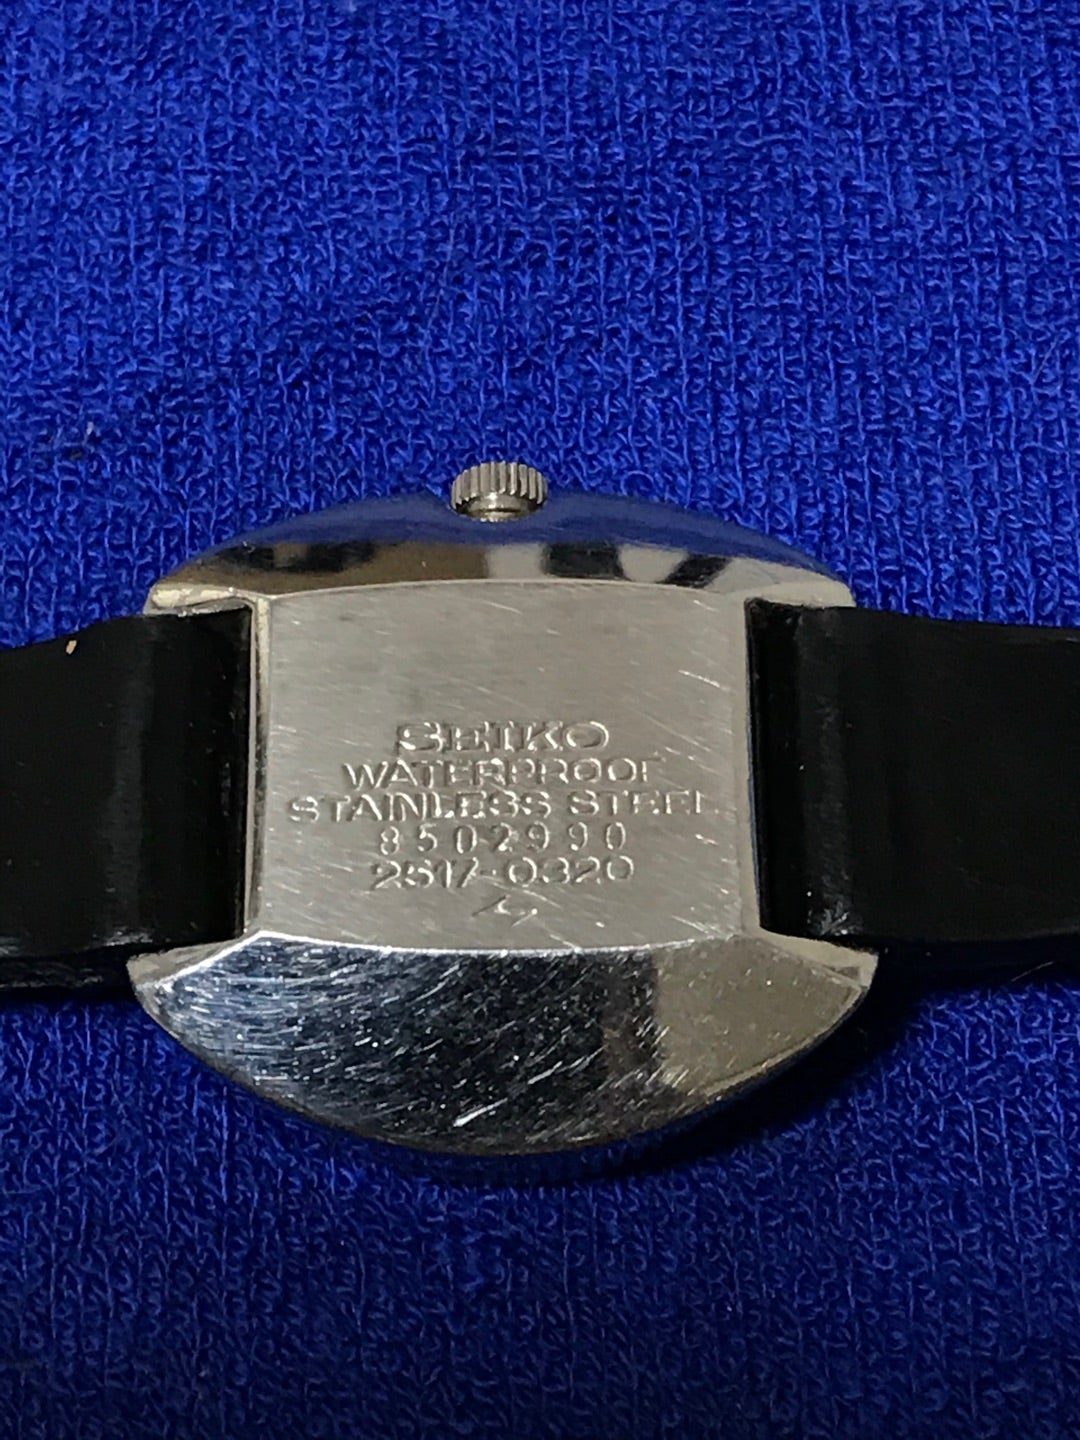 SEIKO
WATERPROOF
STAINLESS STEEL
8502990
2517-0320